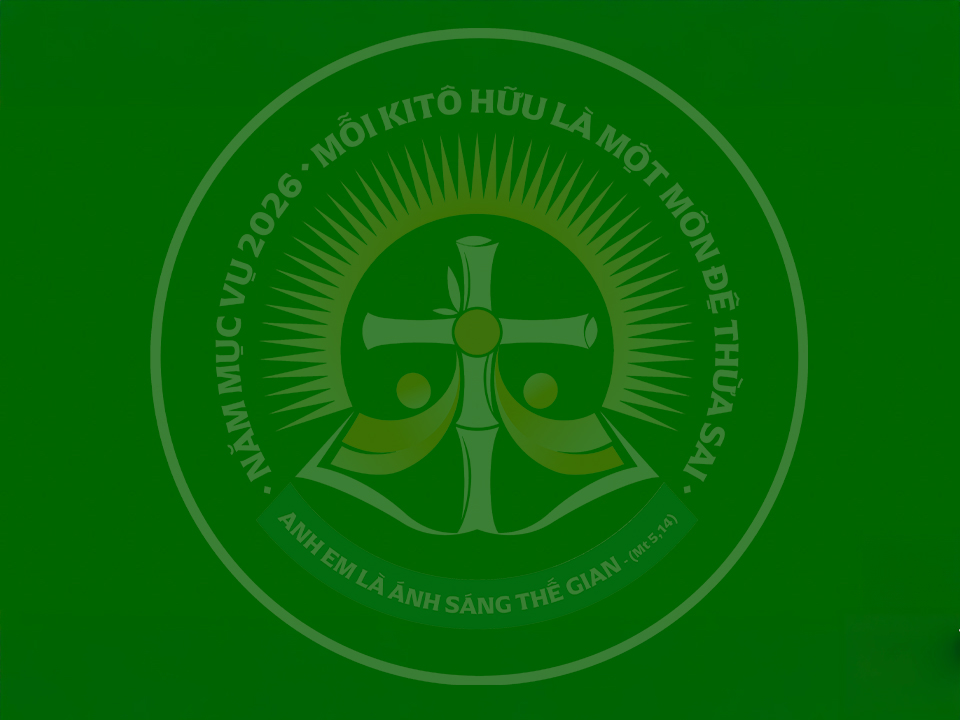 NĂM MỤC VỤ 2026 • MỖI KITÔ HỮU LÀ MỘT MÔN ĐỆ THỪA SAI
ANH EM LÀ ÁNH SÁNG THẾ GIAN - (Mt 5,14)